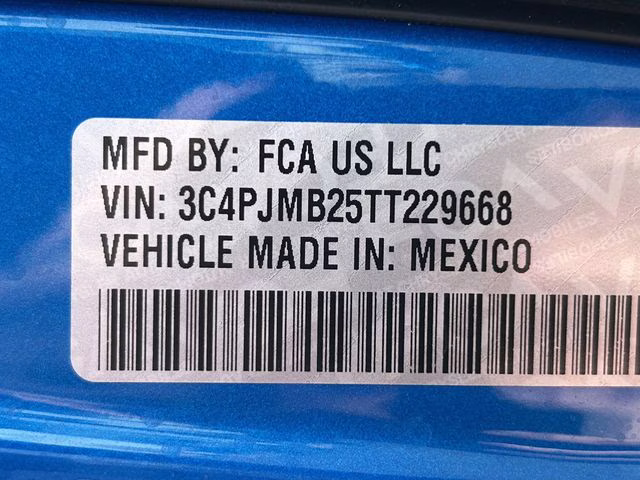 MFD BY: FCA US LLC
VIN: 3C4PJMB25TT229668
VEHICLE MADE IN: MEXICO